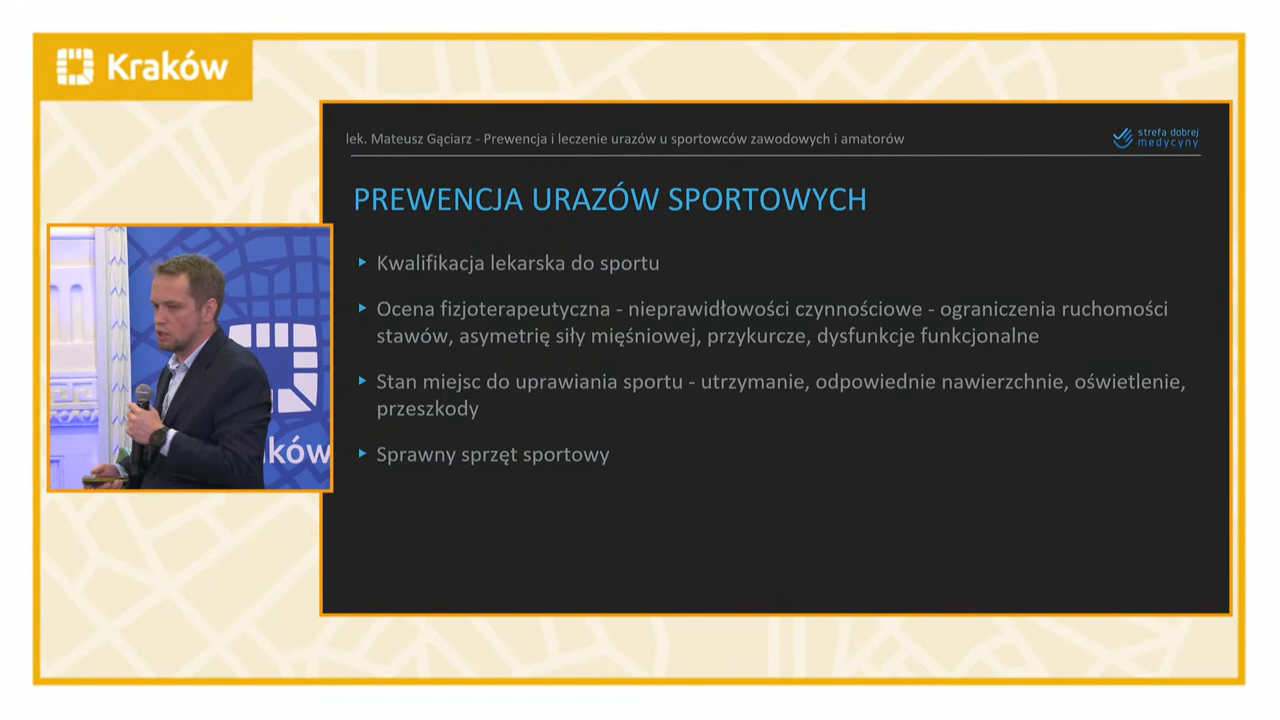 Kraków
lek. Mateusz Gąciarz - Prewencja i leczenie urazów u sportowców zawodowych i amatorów
strefa dobrej
medycyny
PREWENCJA URAZÓW SPORTOWYCH
Kwalifikacja lekarska do sportu
Ocena fizjoterapeutyczna - nieprawidłowości czynnościowe - ograniczenia ruchomości
stawów, asymetrię siły mięśniowej, przykurcze, dysfunkcje funkcjonalne
Stan miejsc do uprawiania sportu - utrzymanie, odpowiednie nawierzchnie, oświetlenie,
przeszkody
Sprawny sprzęt sportowy
ków